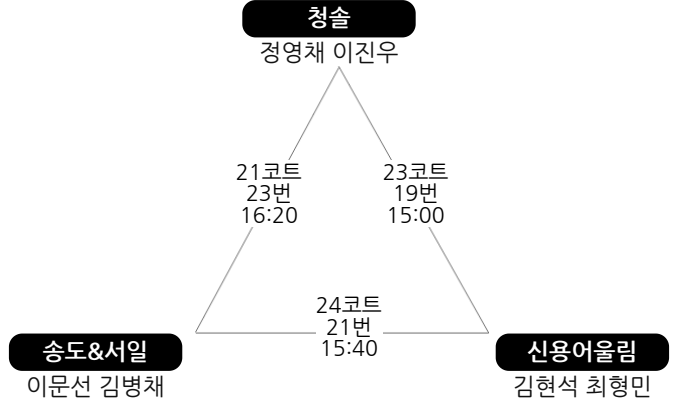 청솔
정영채 이진우
21코트
23번
16:20
23코트
19번
15:00
24코트
21번
15:40
송도&서일
이문선 김병채
신용어울림
김현석 최형민